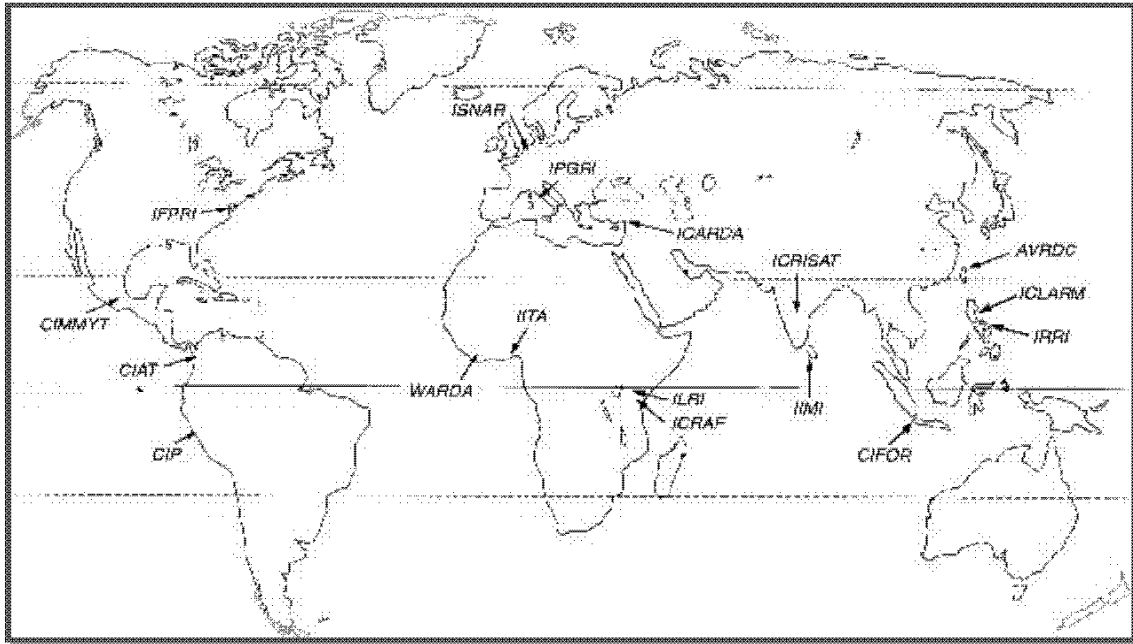 ISNAR
IPGRI
IFPRI
ICARDA
ICRISAT
AVRDC
ICLARM
CIMMYT
IITA
IRRI
CIAT
WARDA
ILRI
IIMI
ICRAF
CIP
CIFOR